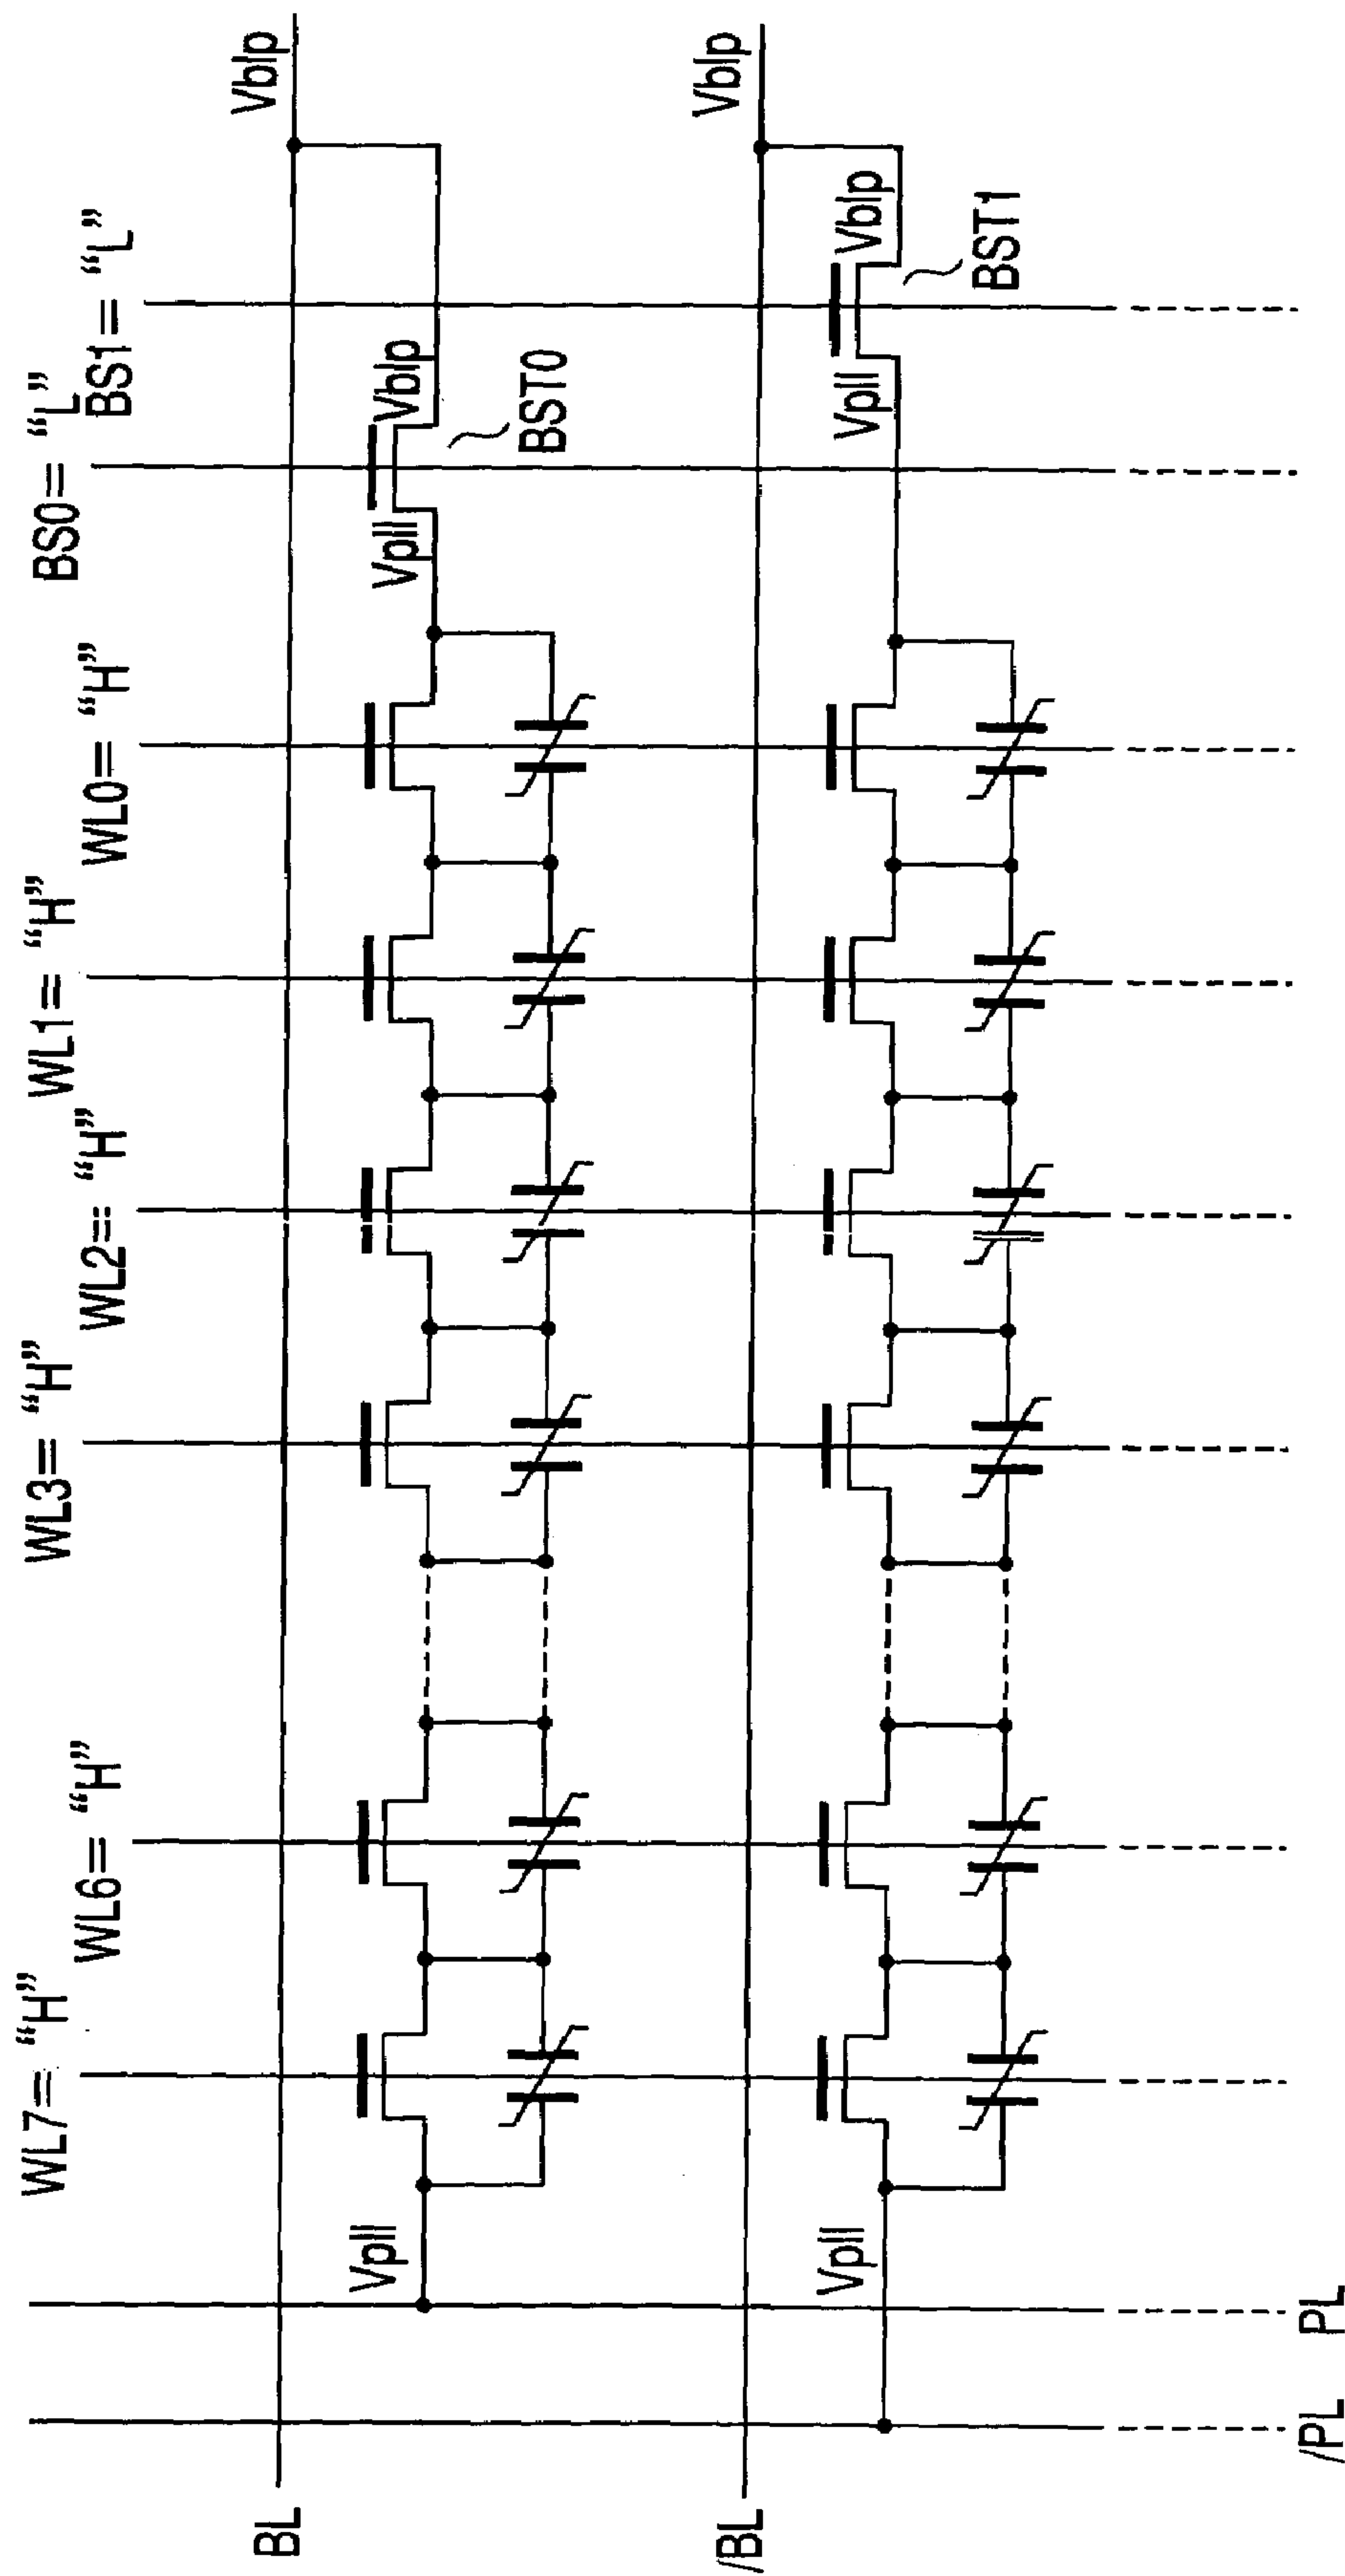 WL7= “H”
WL6= “H”
WL3= “H”
WL2= “H”
WL1= “H”
WL0= “H”
BS0= “L”
BS1= “L”
BL
Vblp
Vpll
Vpll
Vblp
BST0
/BL
Vblp
Vpll
Vpll
Vblp
BST1
/PL
PL